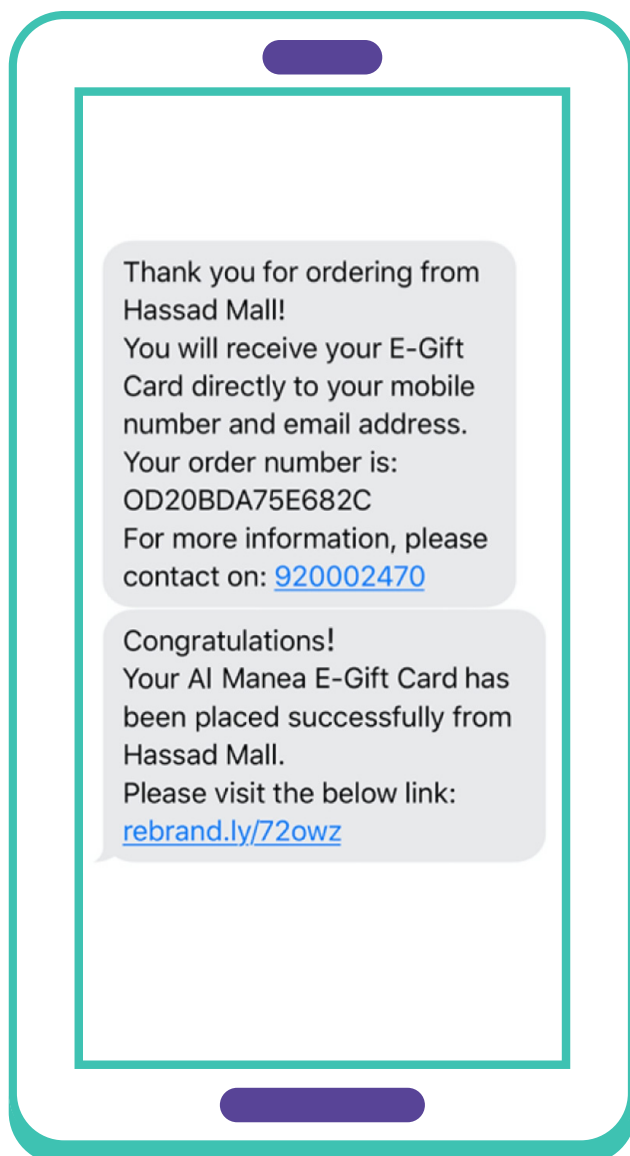 Thank you for ordering from
Hassad Mall!
You will receive your E-Gift
Card directly to your mobile
number and email address.
Your order number is:
OD20BDA75E682C
For more information, please
contact on: 920002470
Congratulations!
Your Al Manea E-Gift Card has
been placed successfully from
Hassad Mall.
Please visit the below link:
rebrand.ly/72owz